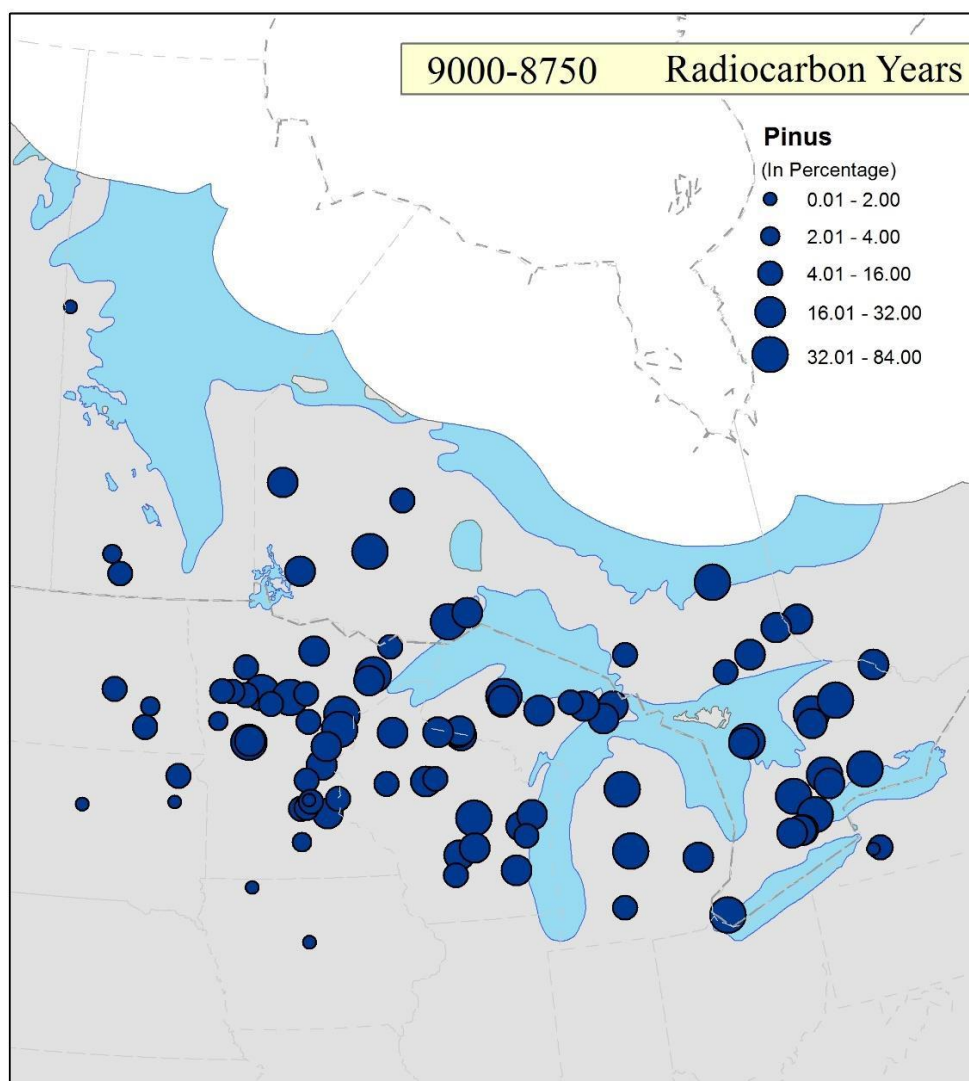 9000-8750 Radiocarbon Years
Pinus
(In Percentage)
0.01 - 2.00
2.01 - 4.00
4.01 - 16.00
16.01 - 32.00
32.01 - 84.00